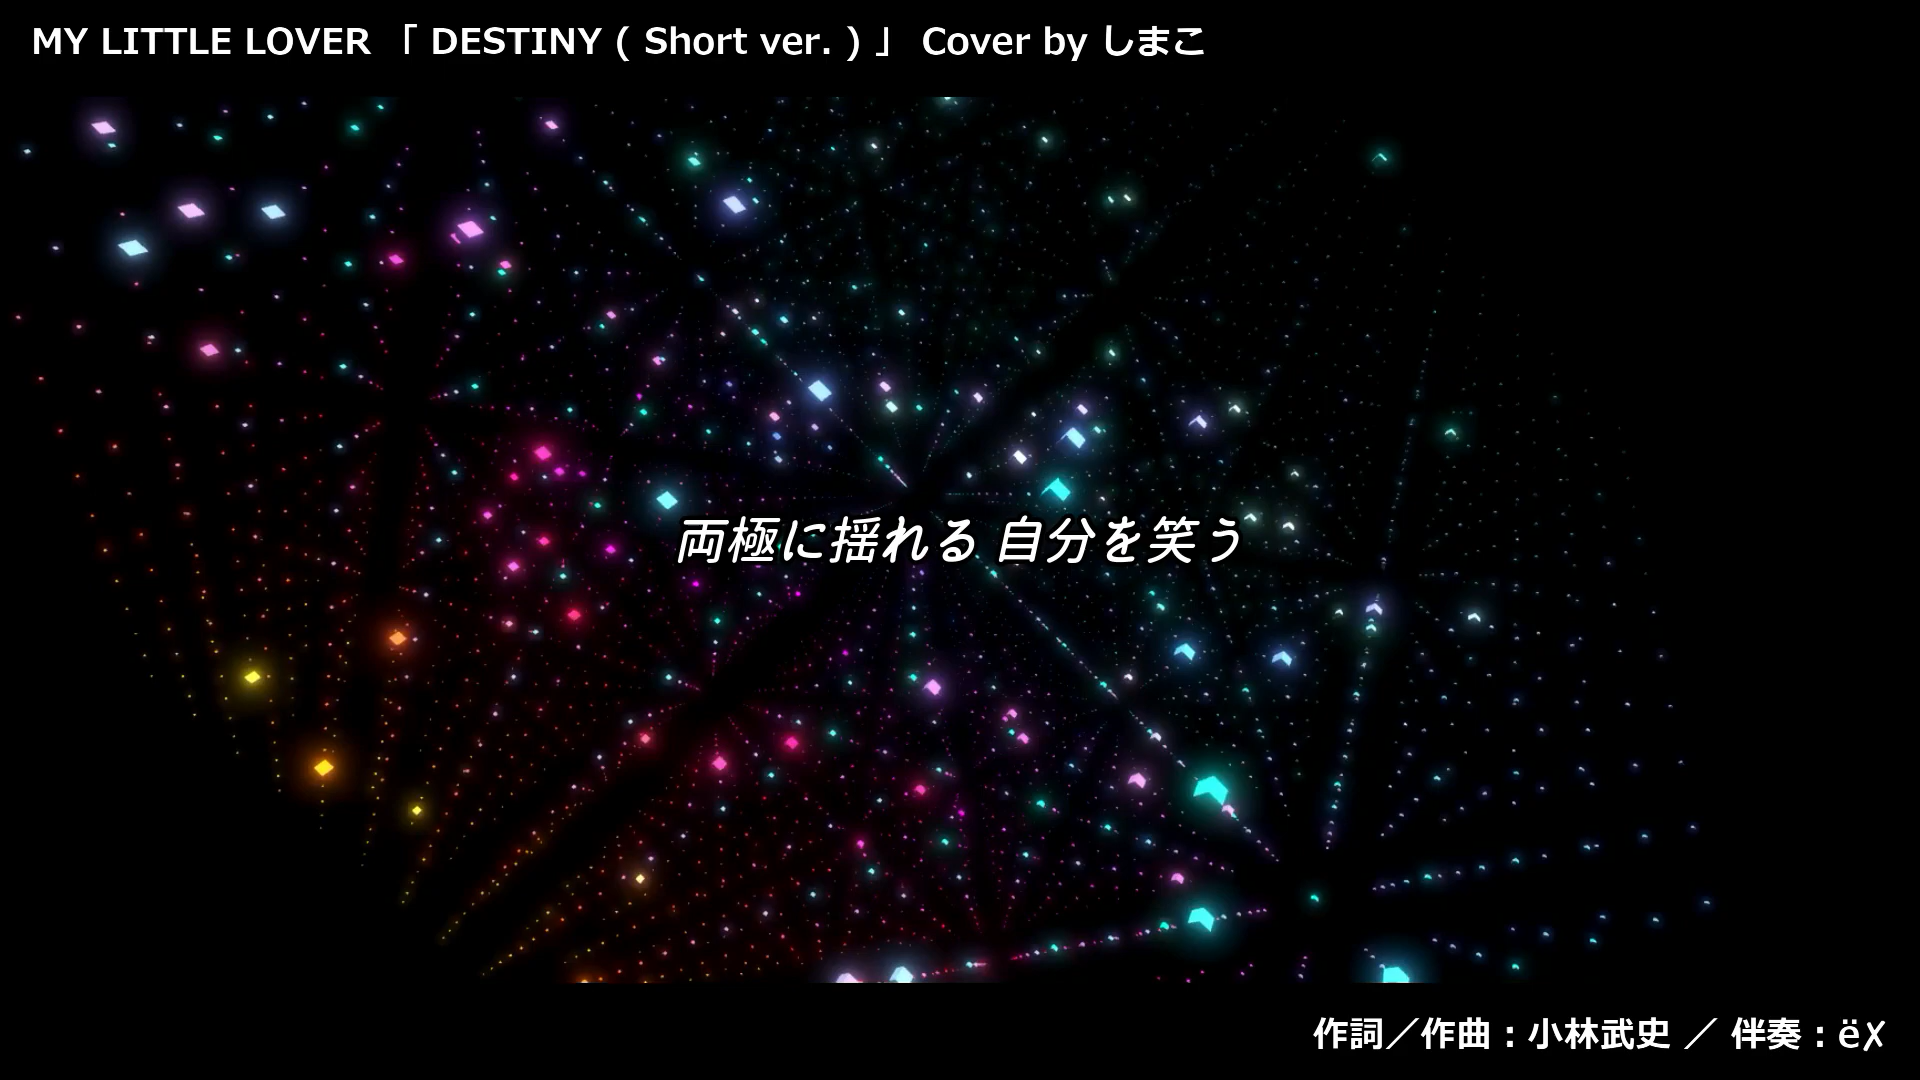 MY LITTLE LOVER 「 DESTINY ( Short ver. ) 」 Cover by しまこ
両極に揺れる 自分を笑う
作詞／作曲：小林武史 ／ 伴奏：ë✗